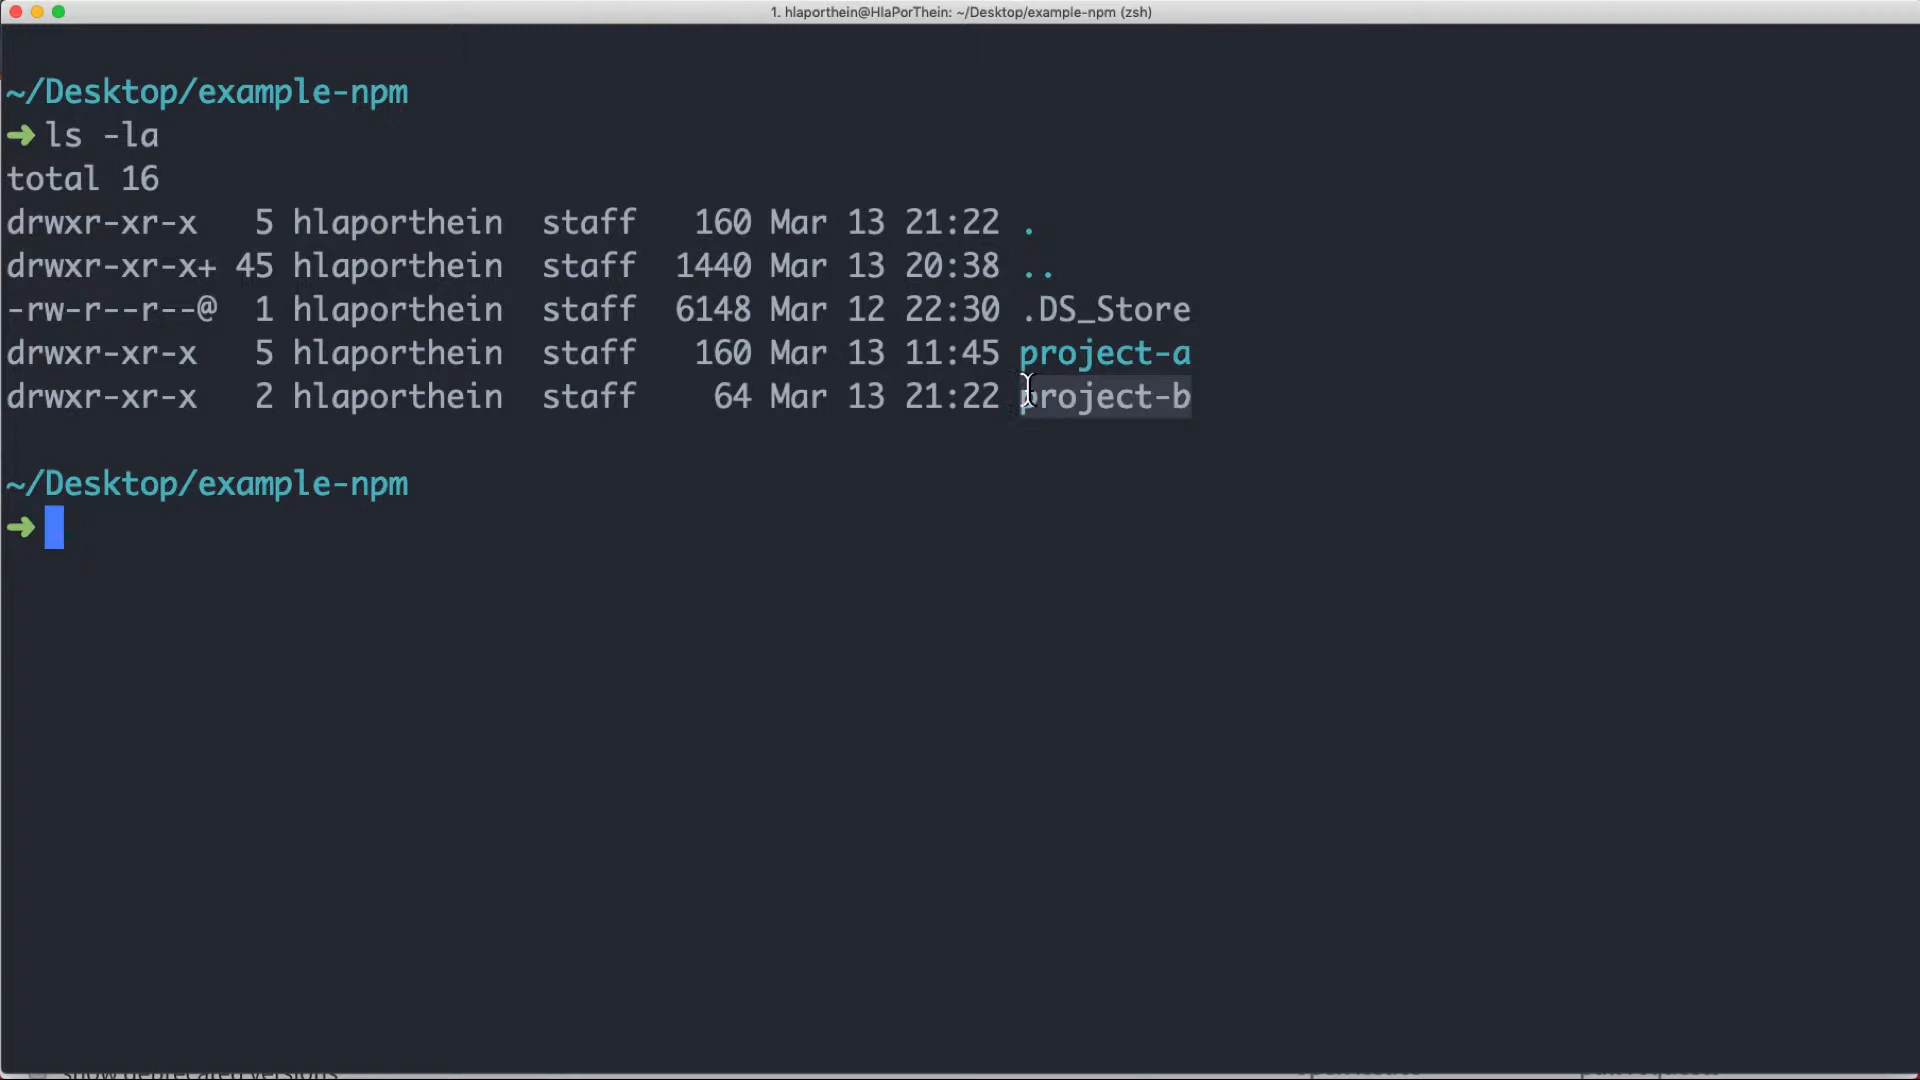 1. hlaporthein@HlaPorThein: ~/Desktop/example-npm (zsh)
~/Desktop/example-npm
➜ ls -la
total 16
drwxr-xr-x   5 hlaporthein  staff   160 Mar 13 21:22 .
drwxr-xr-x+ 45 hlaporthein  staff  1440 Mar 13 20:38 ..
-rw-r--r--@  1 hlaporthein  staff  6148 Mar 12 22:30 .DS_Store
drwxr-xr-x   5 hlaporthein  staff   160 Mar 13 11:45 project-a
drwxr-xr-x   2 hlaporthein  staff    64 Mar 13 21:22 project-b
~/Desktop/example-npm
➜
show deprecated versions